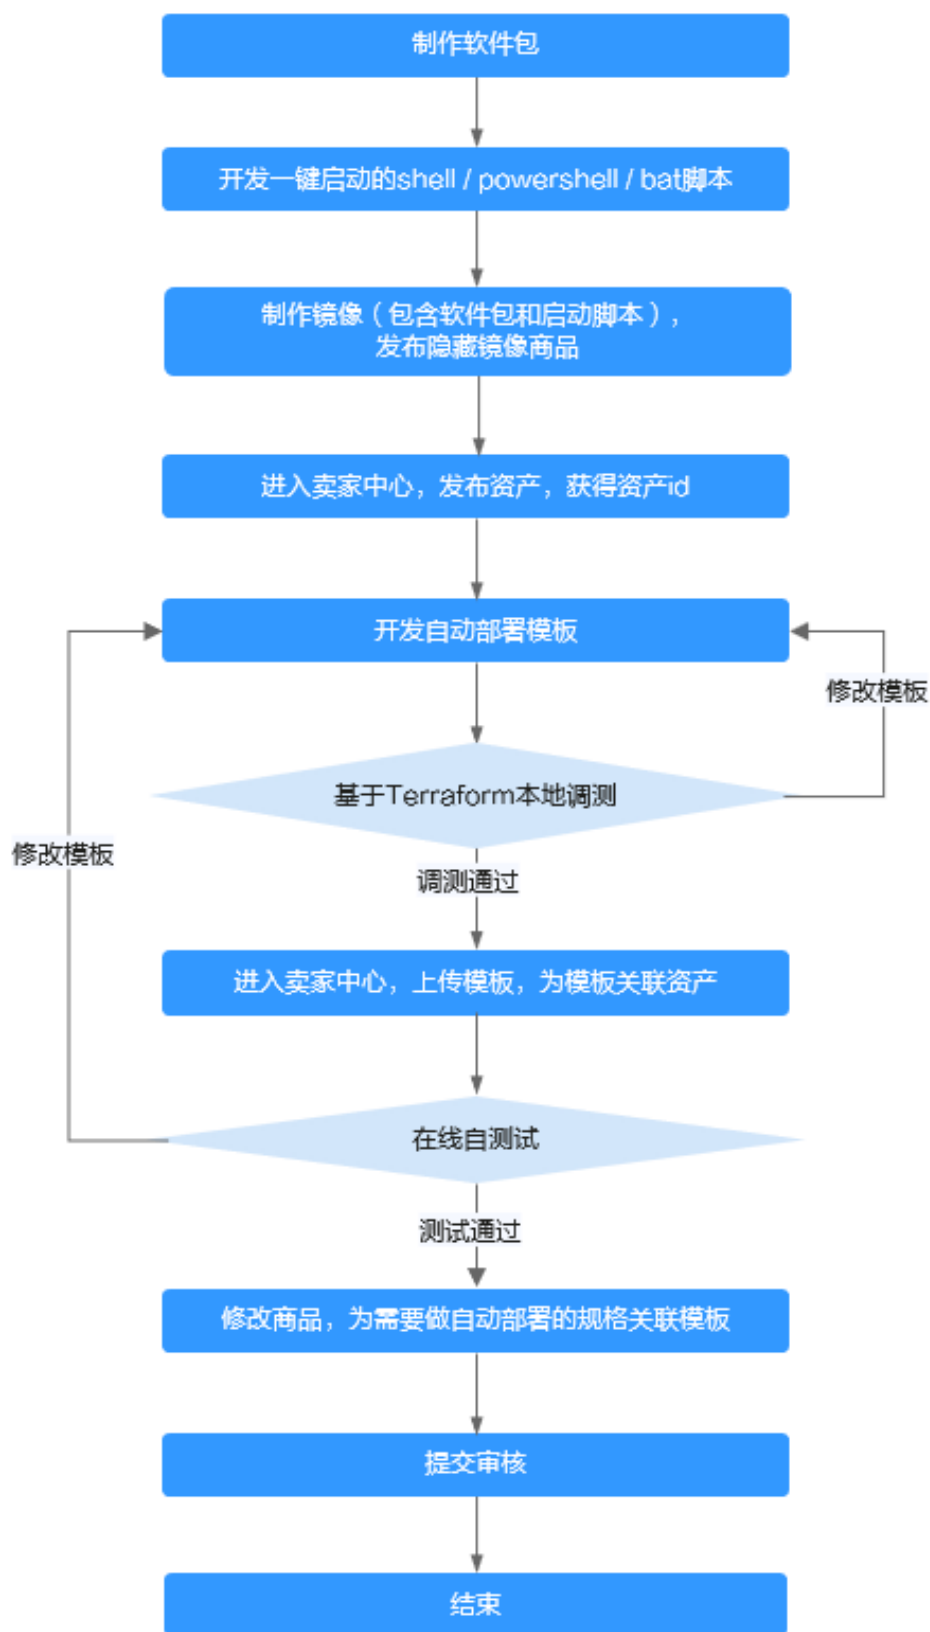 制作软件包
开发一键启动的shell / powershell / bat脚本
制作镜像（包含软件包和启动脚本），
发布隐藏镜像商品
进入卖家中心，发布资产，获得资产id
开发自动部署模板
修改模板
基于Terraform本地调测
修改模板
调测通过
进入卖家中心，上传模板，为模板关联资产
在线自测试
测试通过
修改商品，为需要做自动部署的规格关联模板
提交审核
结束